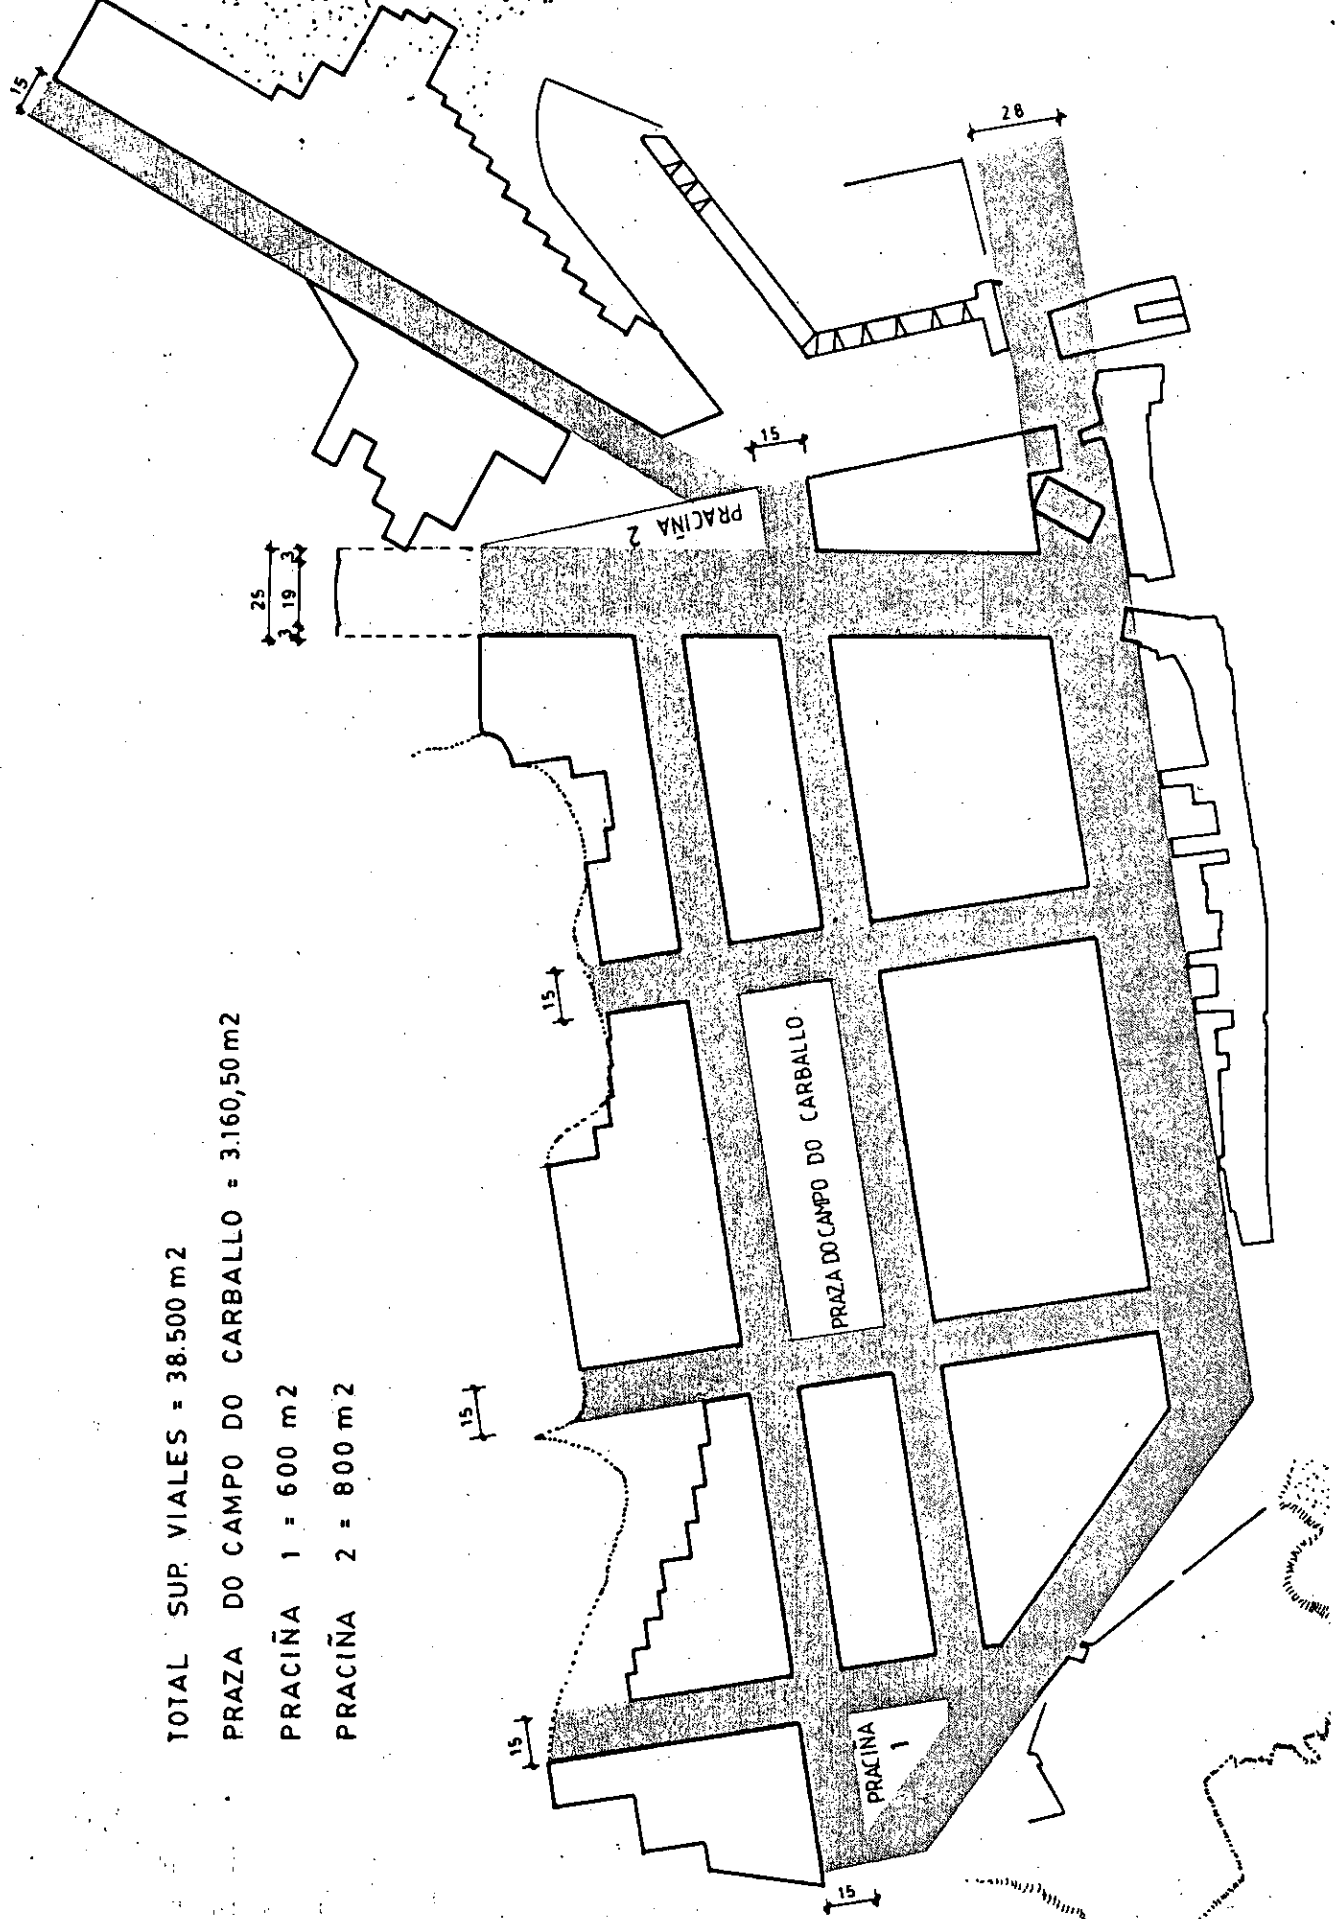 TOTAL SUP. VIALES = 38.500 m2
PRAZA DO CAMPO DO CARBALLO = 3.160,50 m2
PRACIÑA 1 = 600 m2
PRACIÑA 2 = 800 m2
15
28
15
25
3 19 3
PRACIÑA 2
15
PRAZA DO CAMPO DO CARBALLO
15
15
PRACIÑA
1
15